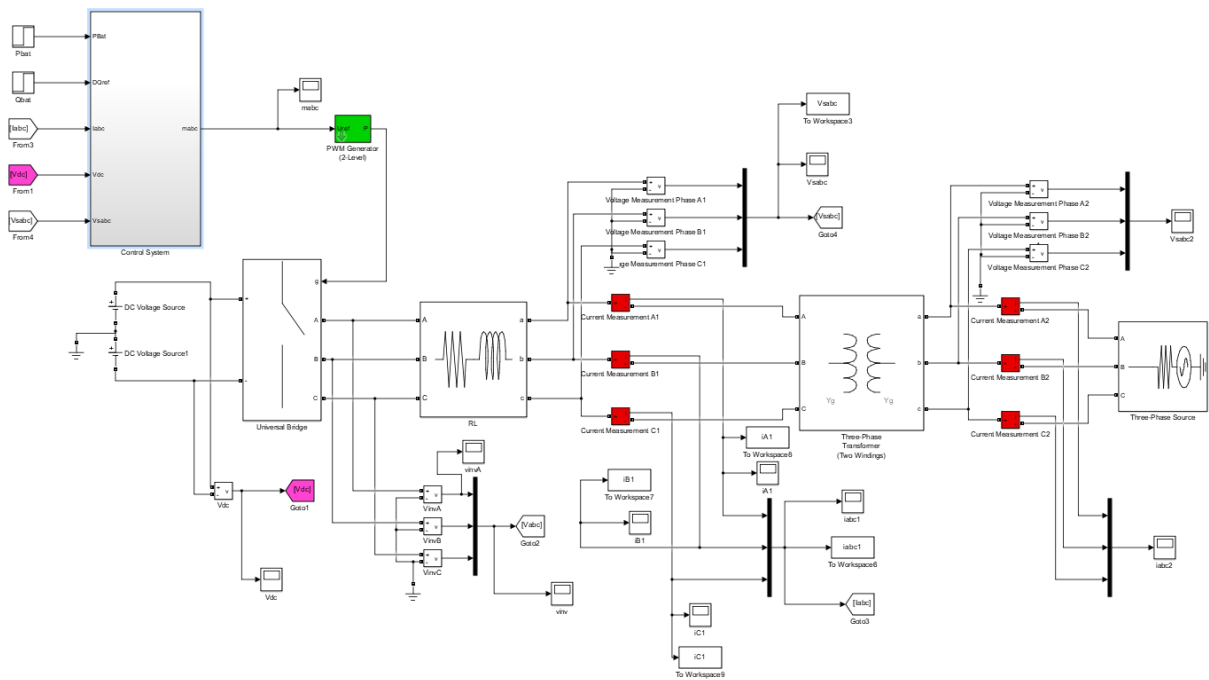 Pbat
PBat
Qbat
DQref
[Iabc]
Iabc
From3
[Vdc]
Vdc
From1
[Vsabc]
Vsabc
From4
mabc
Control System
mabc
Uref
P
PWM Generator
(2-Level)
Vsabc
To Workspace3
Vsabc
[Vsabc]
Goto4
Voltage Measurement Phase A1
Voltage Measurement Phase B1
ge Measurement Phase C1
Voltage Measurement Phase A2
Voltage Measurement Phase B2
Voltage Measurement Phase C2
Vsabc2
DC Voltage Source
DC Voltage Source1
g
+
-
A
B
C
Universal Bridge
A
B
C
a
b
c
RL
Current Measurement A1
Current Measurement B1
Current Measurement C1
A
B
C
Yg
Yg
a
b
c
Three-Phase
Transformer
(Two Windings)
Current Measurement A2
Current Measurement B2
Current Measurement C2
A
B
C
Three-Phase Source
Vdc
[Vdc]
Goto1
Vdc
vinvA
VinvA
VinvB
VinvC
[Vabc]
Goto2
vinv
iA1
To Workspace8
iA1
iB1
To Workspace7
iB1
iabc1
iabc1
To Workspace6
[Iabc]
Goto3
iC1
iC1
To Workspace9
iabc2